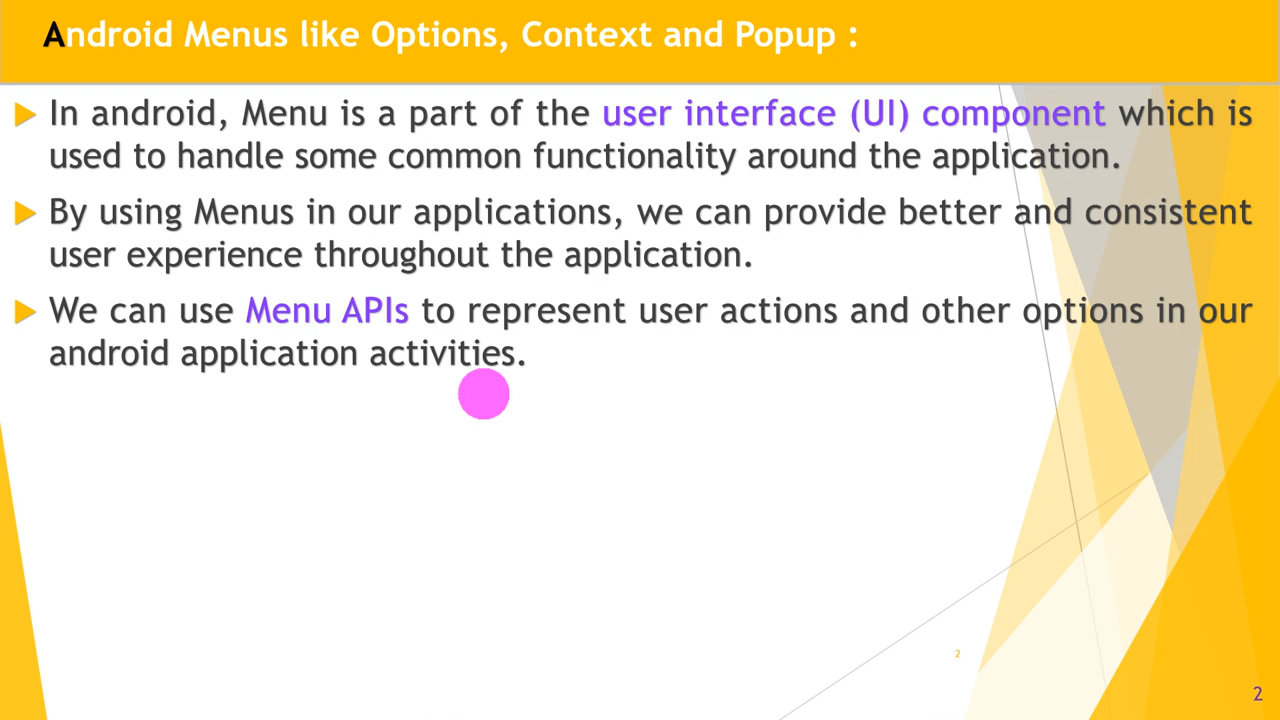 Android Menus like Options, Context and Popup :
In android, Menu is a part of the user interface (UI) component which is
used to handle some common functionality around the application.
By using Menus in our applications, we can provide better and consistent
user experience throughout the application.
We can use Menu APIs to represent user actions and other options in our
android application activities.
2
2